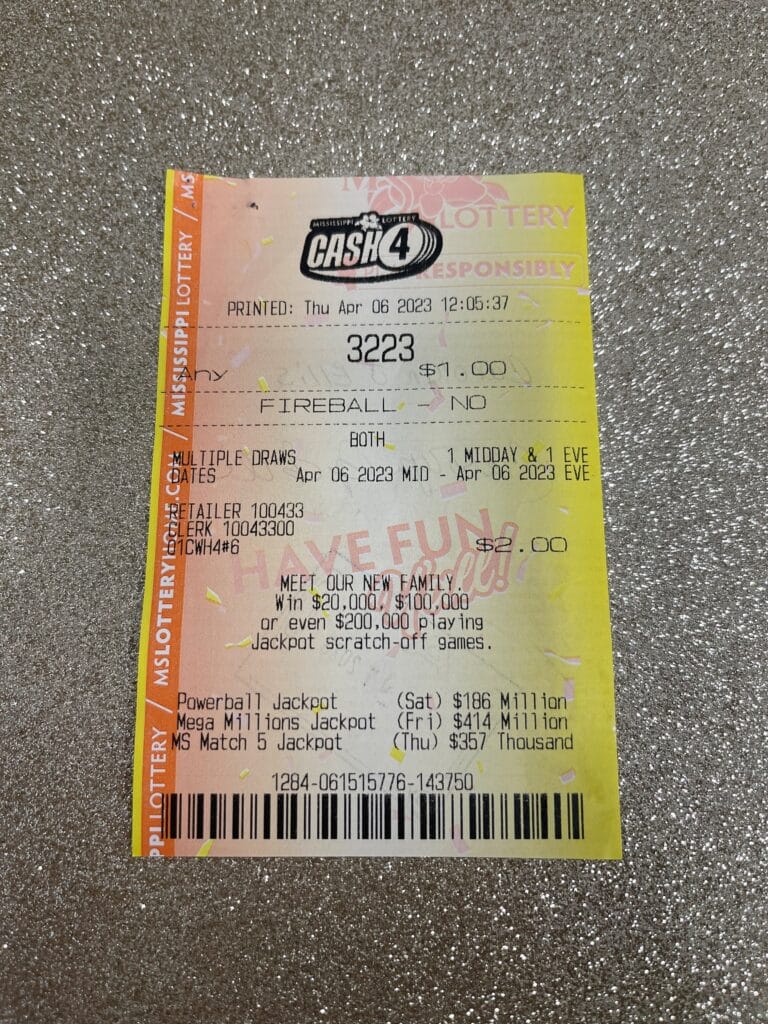 MS LOTTERY
RESPONSIBLY
MISSISSIPPI LOTTERY
CASH 4
PRINTED: Thu Apr 06 2023 12:05:37
3223
Any $1.00
FIREBALL - NO
BOTH
MULTIPLE DRAWS 1 MIDDAY & 1 EVE
DATES Apr 06 2023 MID - Apr 06 2023 EVE
RETAILER 100433
CLERK 10043300
01CWH4#6 $2.00
HAVE FUN
Y'all!
MEET OUR NEW FAMILY.
Win $20,000, $100,000
or even $200,000 playing
Jackpot scratch-off games.
Powerball Jackpot (Sat) $186 Million
Mega Millions Jackpot (Fri) $414 Million
MS Match 5 Jackpot (Thu) $357 Thousand
1284-061515776-143750
PPI LOTTERY / MSLOTTERYHOME.COM / MISSISSIPPI LOTTERY / MS